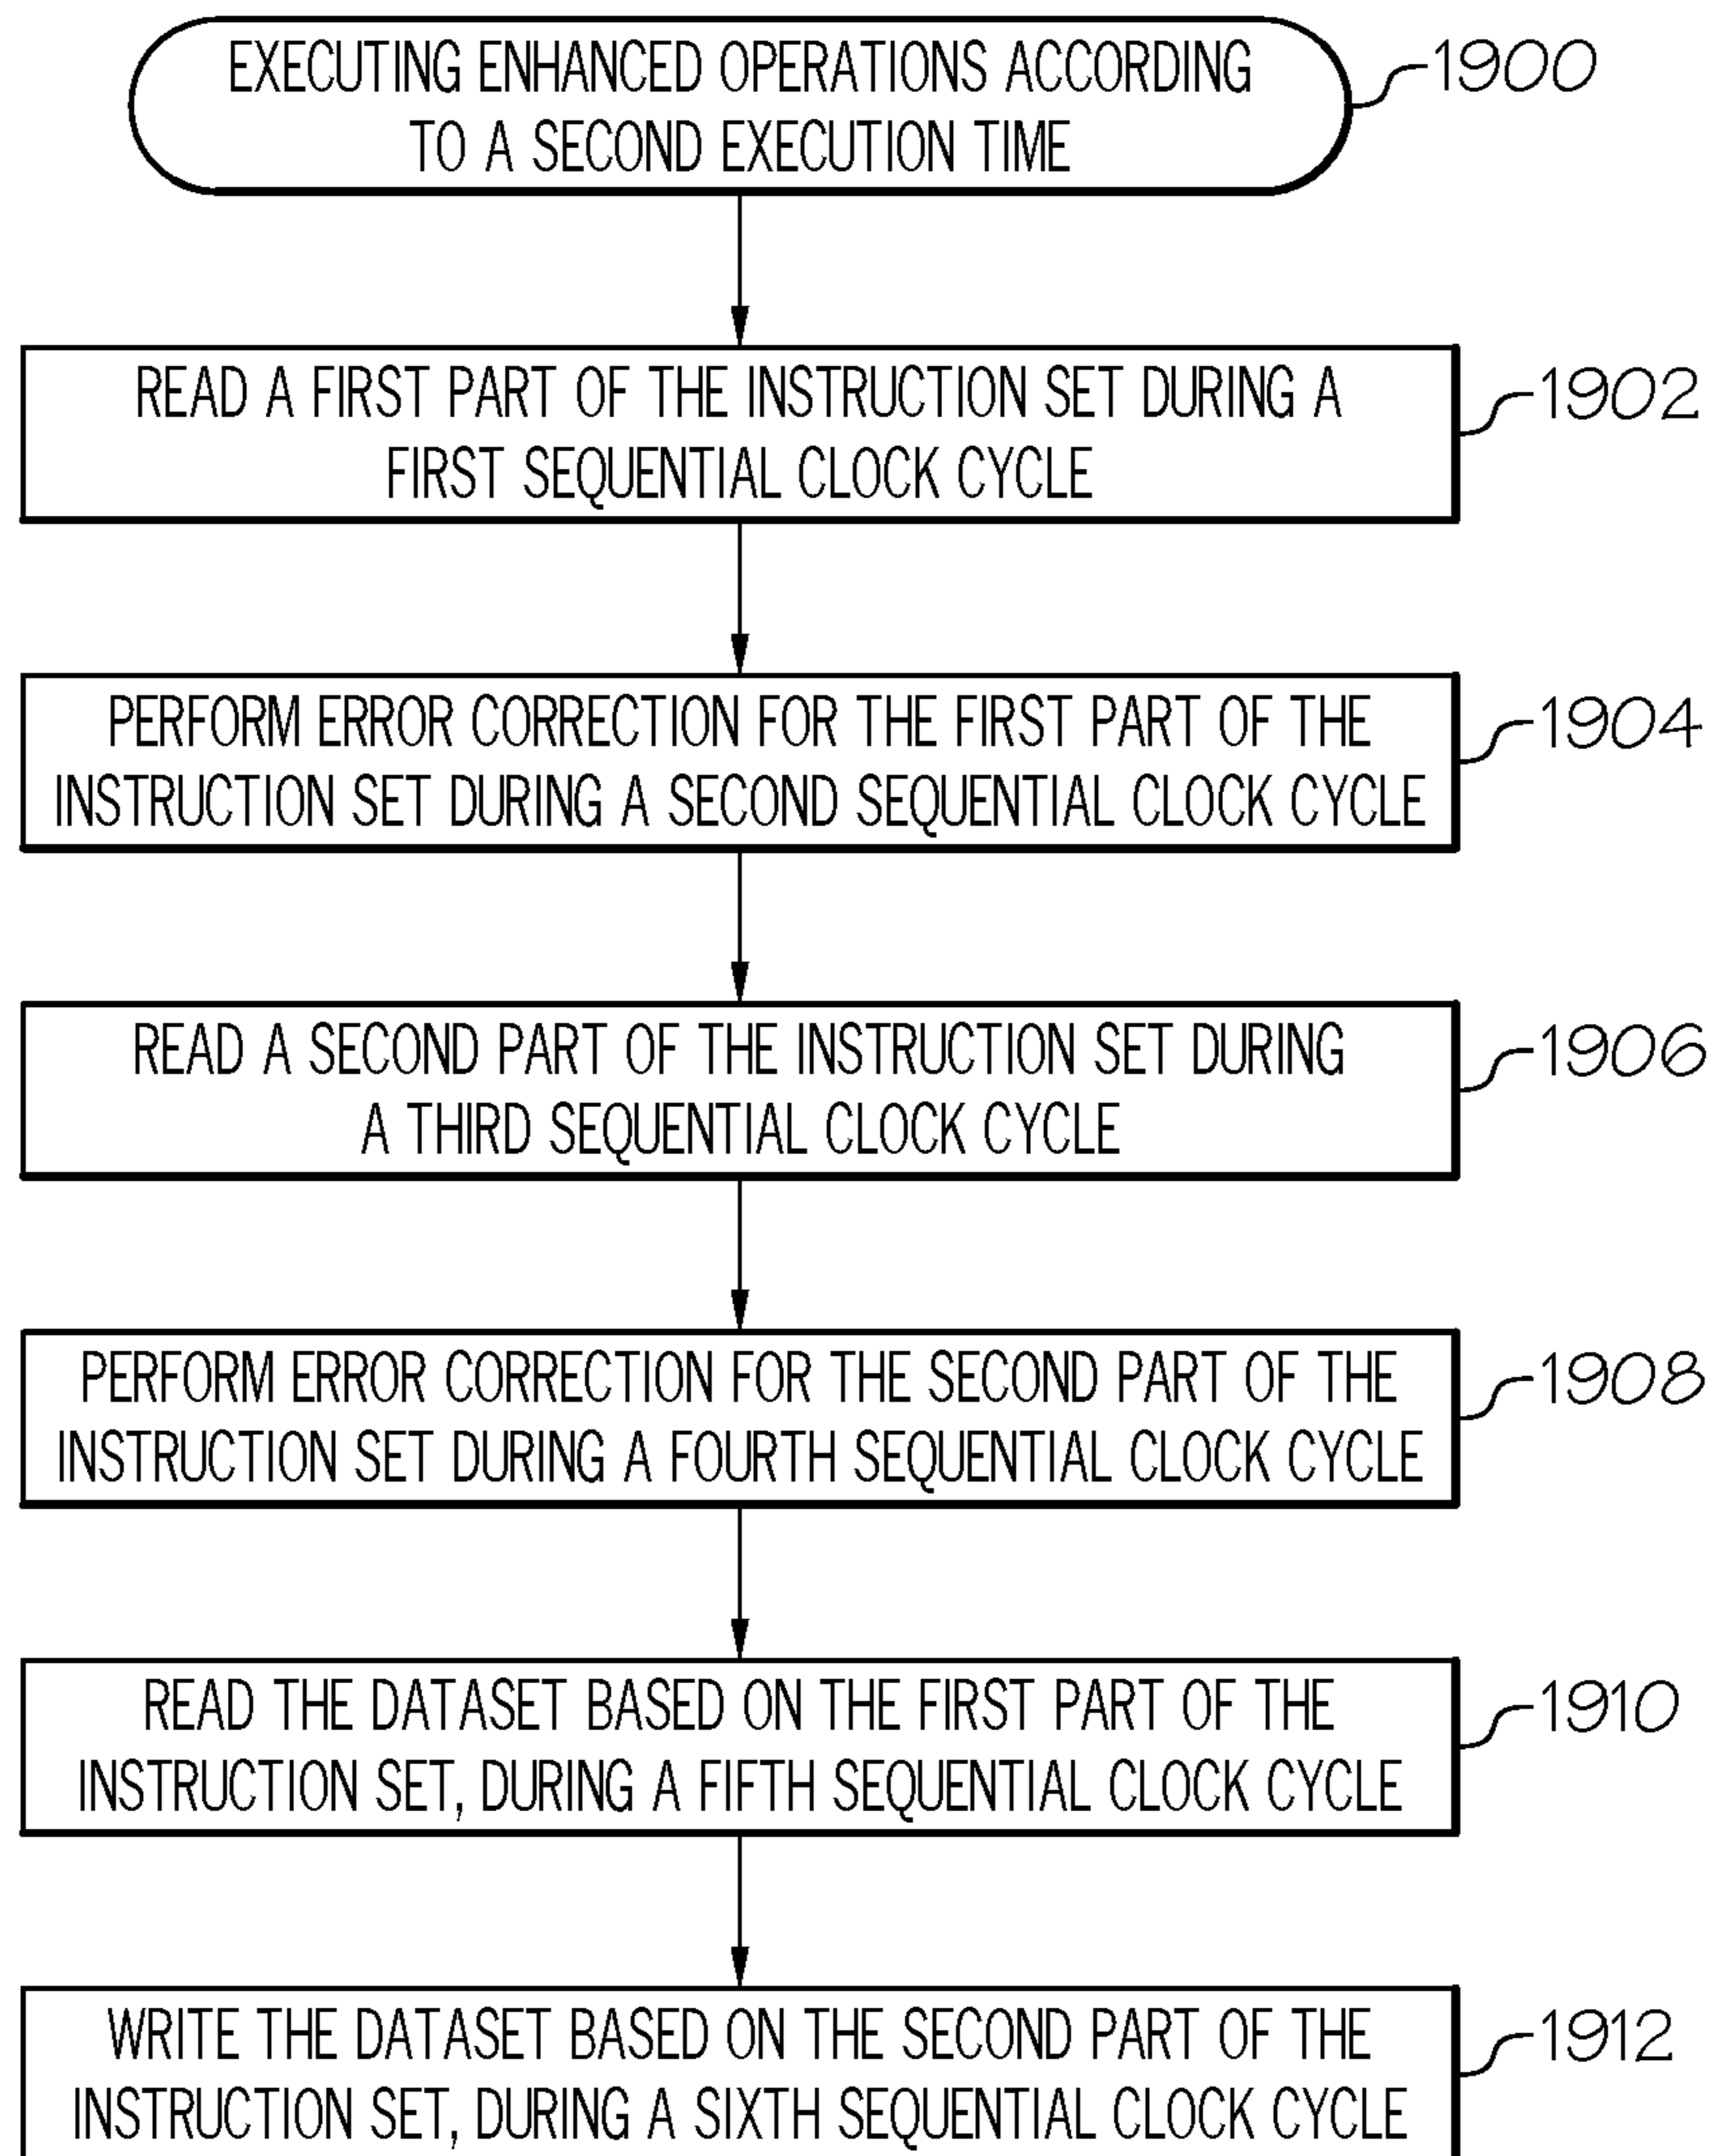 EXECUTING ENHANCED OPERATIONS ACCORDING
TO A SECOND EXECUTION TIME
1900
READ A FIRST PART OF THE INSTRUCTION SET DURING A
FIRST SEQUENTIAL CLOCK CYCLE
1902
PERFORM ERROR CORRECTION FOR THE FIRST PART OF THE
INSTRUCTION SET DURING A SECOND SEQUENTIAL CLOCK CYCLE
1904
READ A SECOND PART OF THE INSTRUCTION SET DURING
A THIRD SEQUENTIAL CLOCK CYCLE
1906
PERFORM ERROR CORRECTION FOR THE SECOND PART OF THE
INSTRUCTION SET DURING A FOURTH SEQUENTIAL CLOCK CYCLE
1908
READ THE DATASET BASED ON THE FIRST PART OF THE
INSTRUCTION SET, DURING A FIFTH SEQUENTIAL CLOCK CYCLE
1910
WRITE THE DATASET BASED ON THE SECOND PART OF THE
INSTRUCTION SET, DURING A SIXTH SEQUENTIAL CLOCK CYCLE
1912